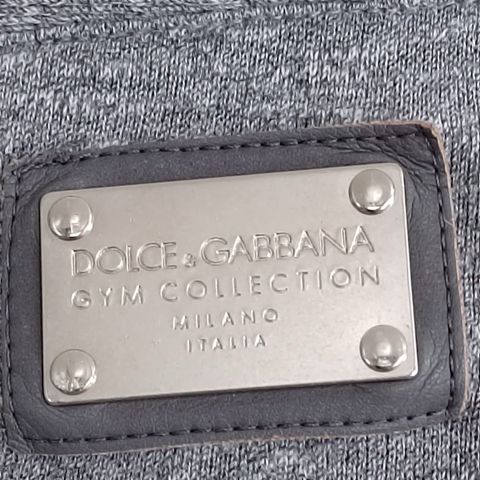 DOLCE & GABBANA
GYM COLLECTION
MILANO
ITALIA